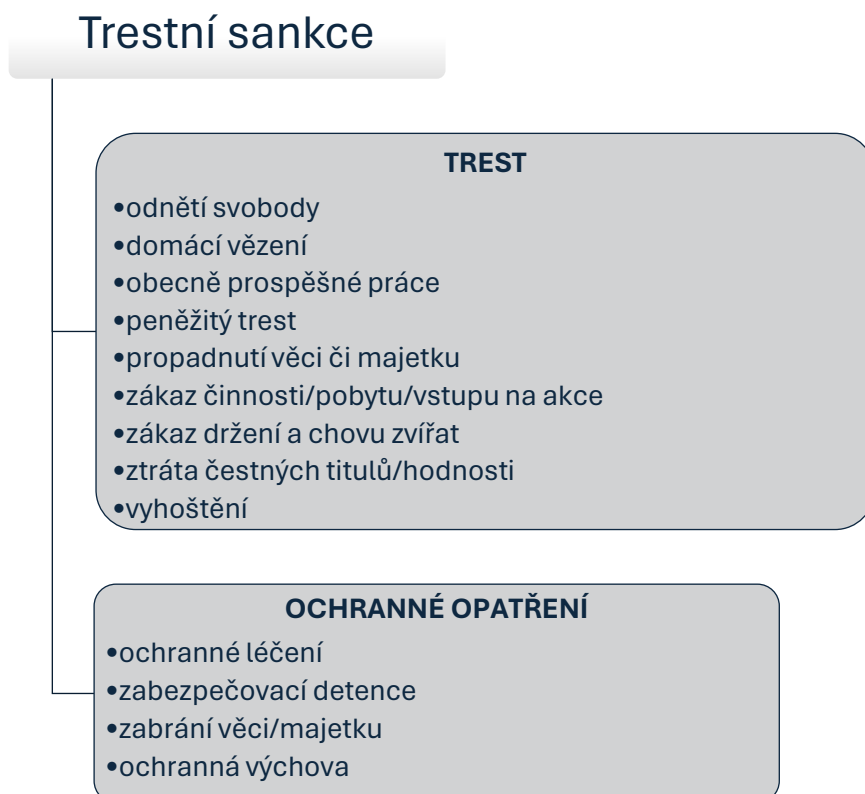 Trestní sankce
TREST
•odnětí svobody
•domácí vězení
•obecně prospěšné práce
•peněžitý trest
•propadnutí věci či majetku
•zákaz činnosti/pobytu/vstupu na akce
•zákaz držení a chovu zvířat
•ztráta čestných titulů/hodnosti
•vyhoštění
OCHRANNÉ OPATŘENÍ
•ochranné léčení
•zabezpečovací detence
•zabrání věci/majetku
•ochranná výchova